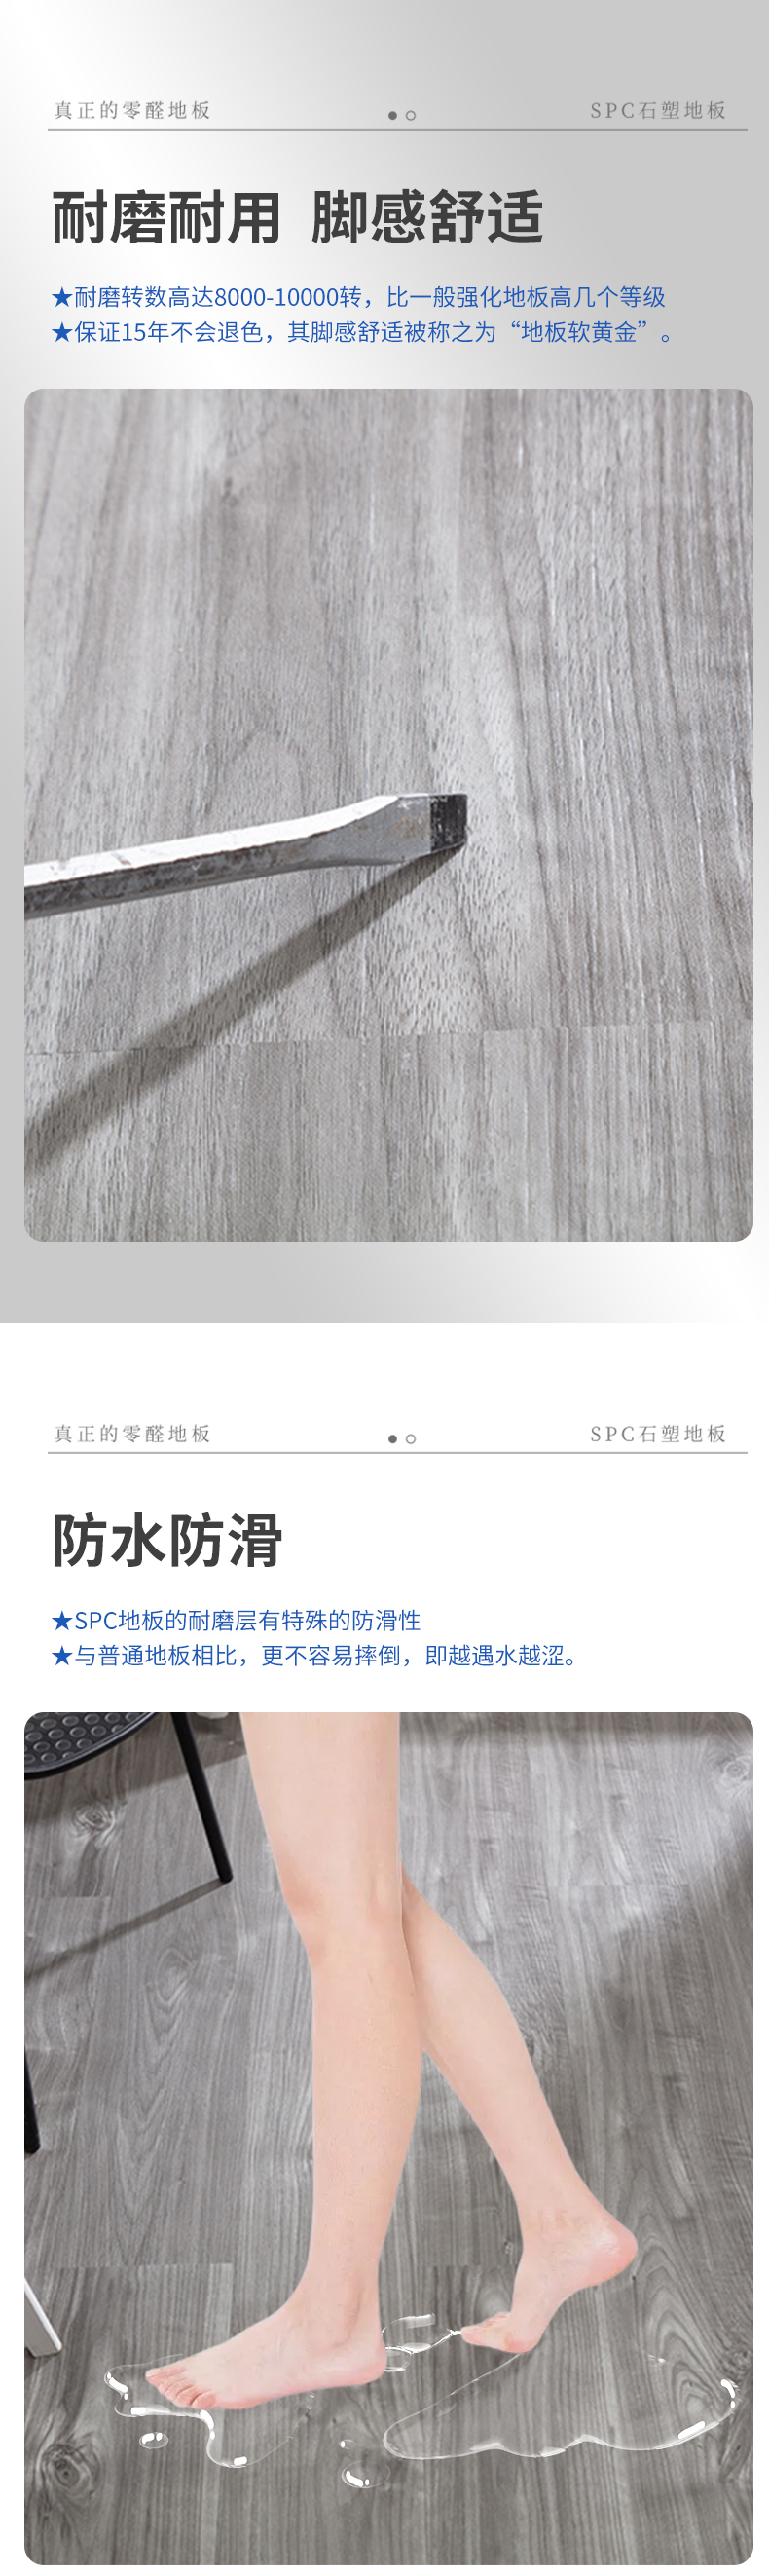 真正的零醛地板
SPC石塑地板
耐磨耐用 脚感舒适
★耐磨转数高达8000-10000转，比一般强化地板高几个等级
★保证15年不会退色，其脚感舒适被称之为“地板软黄金”。
真正的零醛地板
SPC石塑地板
防水防滑
★SPC地板的耐磨层有特殊的防滑性
★与普通地板相比，更不容易摔倒，即越遇水越涩。